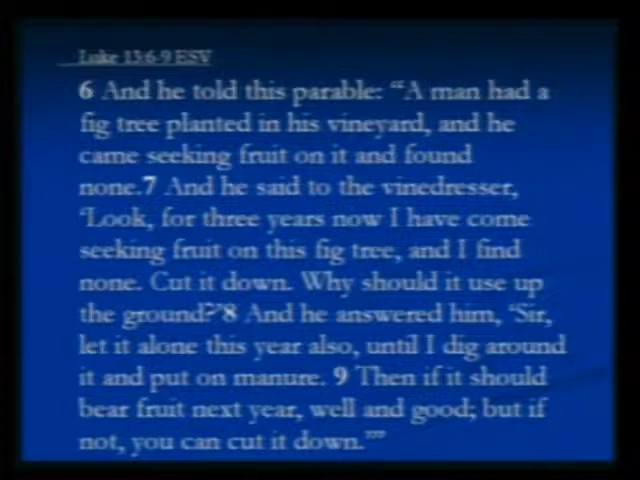 Luke 13:6-9 ESV
6 And he told this parable: “A man had a
fig tree planted in his vineyard, and he
came seeking fruit on it and found
none.7 And he said to the vinedresser,
‘Look, for three years now I have come
seeking fruit on this fig tree, and I find
none. Cut it down. Why should it use up
the ground?’8 And he answered him, ‘Sir,
let it alone this year also, until I dig around
it and put on manure. 9 Then if it should
bear fruit next year, well and good; but if
not, you can cut it down.’”